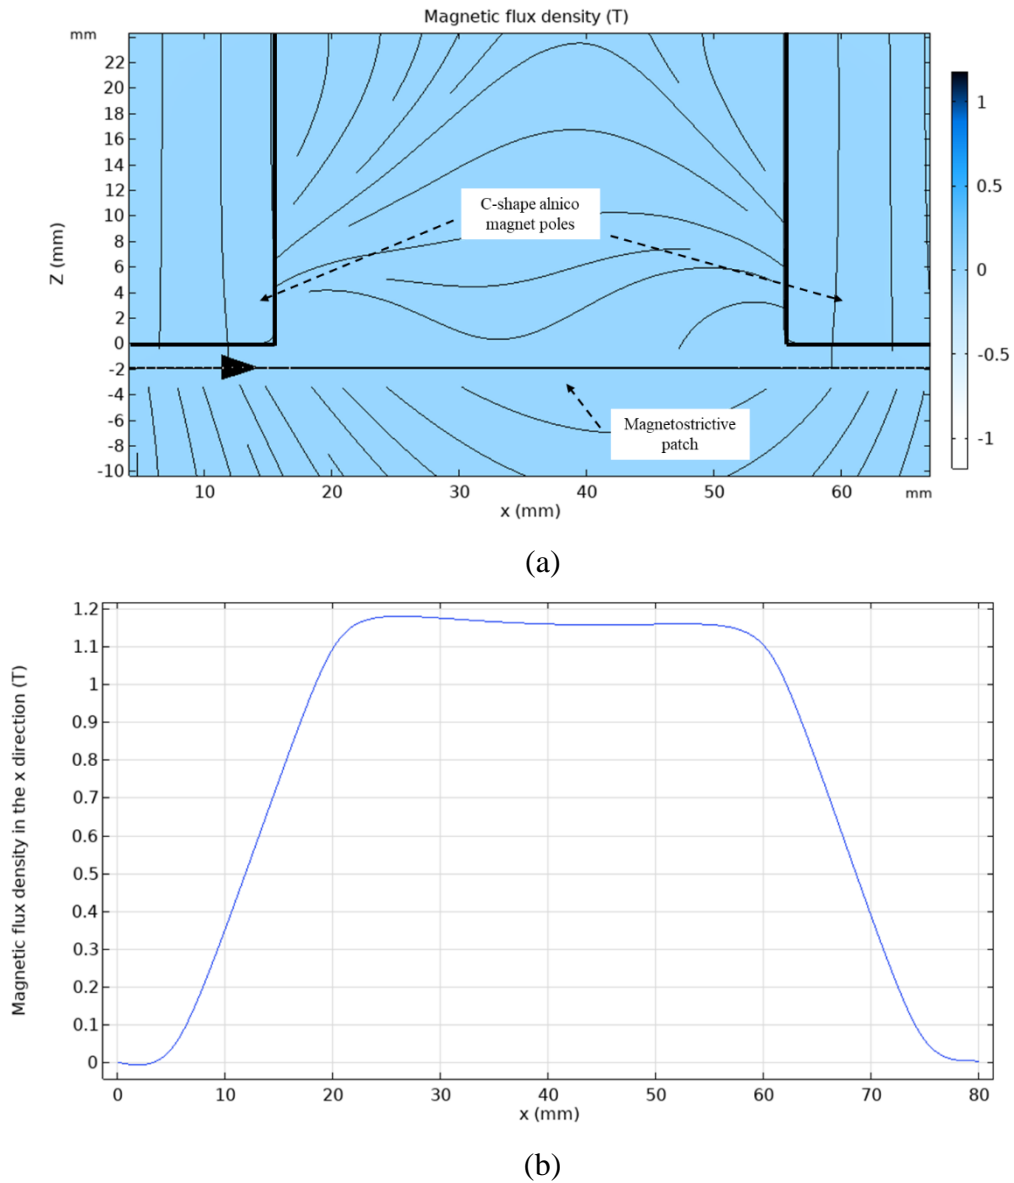 Magnetic flux density (T)
mm
22
20
18
16
14
12
10
8
6
4
2
0
-2
-4
-6
-8
-10
Z (mm)
C-shape alnico
magnet poles
Magnetostrictive
patch
10 20 30 40 50 60 mm
x (mm)
1
0.5
0
-0.5
-1
(a)
1.2
1.1
1
0.9
0.8
0.7
0.6
0.5
0.4
0.3
0.2
0.1
0
Magnetic flux density in the x direction (T)
0 10 20 30 40 50 60 70 80
x (mm)
(b)